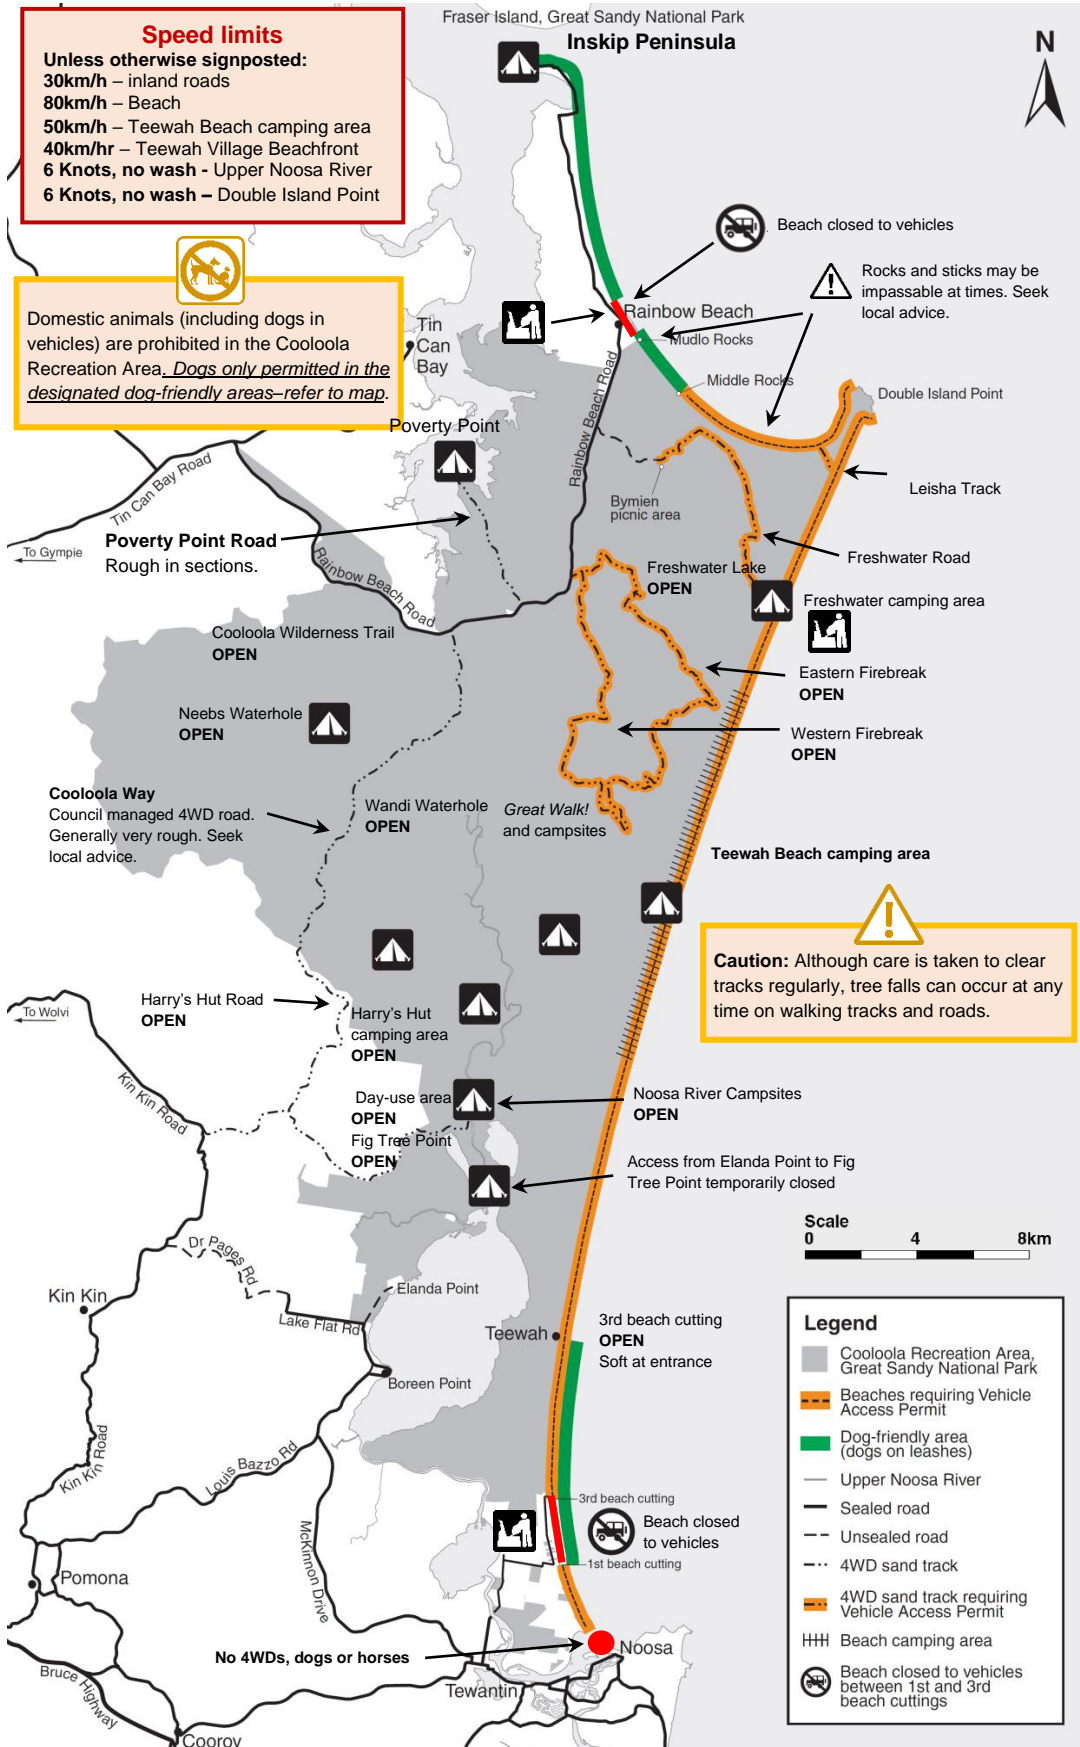 Fraser Island, Great Sandy National Park
Inskip Peninsula
N
Speed limits
Unless otherwise signposted:
30km/h – inland roads
80km/h – Beach
50km/h – Teewah Beach camping area
40km/hr – Teewah Village Beachfront
6 Knots, no wash - Upper Noosa River
6 Knots, no wash – Double Island Point
Beach closed to vehicles
Rocks and sticks may be
impassable at times. Seek
local advice.
Domestic animals (including dogs in
vehicles) are prohibited in the Cooloola
Recreation Area. Dogs only permitted in the
designated dog-friendly areas–refer to map.
Tin
Can
Bay
Rainbow Beach
Mudlo Rocks
Middle Rocks
Double Island Point
Poverty Point
Rainbow Beach Road
Tin Can Bay Road
Leisha Track
Bymien
picnic area
To Gympie
Poverty Point Road
Rough in sections.
Rainbow Beach Road
Freshwater Road
Freshwater Lake
OPEN
Freshwater camping area
Cooloola Wilderness Trail
OPEN
Eastern Firebreak
OPEN
Neebs Waterhole
OPEN
Western Firebreak
OPEN
Cooloola Way
Council managed 4WD road.
Generally very rough. Seek
local advice.
Wandi Waterhole
OPEN
Great Walk!
and campsites
Teewah Beach camping area
Caution: Although care is taken to clear
tracks regularly, tree falls can occur at any
time on walking tracks and roads.
Harry's Hut Road
OPEN
To Wolvi
Harry's Hut
camping area
OPEN
Kin Kin Road
Day-use area
OPEN
Noosa River Campsites
OPEN
Fig Tree Point
OPEN
Access from Elanda Point to Fig
Tree Point temporarily closed
Scale
0 4 8km
Dr Pages Rd
Elanda Point
Kin Kin
Lake Flat Rd
Teewah
3rd beach cutting
OPEN
Soft at entrance
Boreen Point
Kin Kin Road
Louis Bazzo Rd
McKinnon Drive
3rd beach cutting
Beach closed
to vehicles
1st beach cutting
Pomona
No 4WDs, dogs or horses
Noosa
Tewantin
Bruce Highway
Cooroy
Legend
Cooloola Recreation Area,
Great Sandy National Park
Beaches requiring Vehicle
Access Permit
Dog-friendly area
(dogs on leashes)
Upper Noosa River
Sealed road
Unsealed road
4WD sand track
4WD sand track requiring
Vehicle Access Permit
Beach camping area
Beach closed to vehicles
between 1st and 3rd
beach cuttings